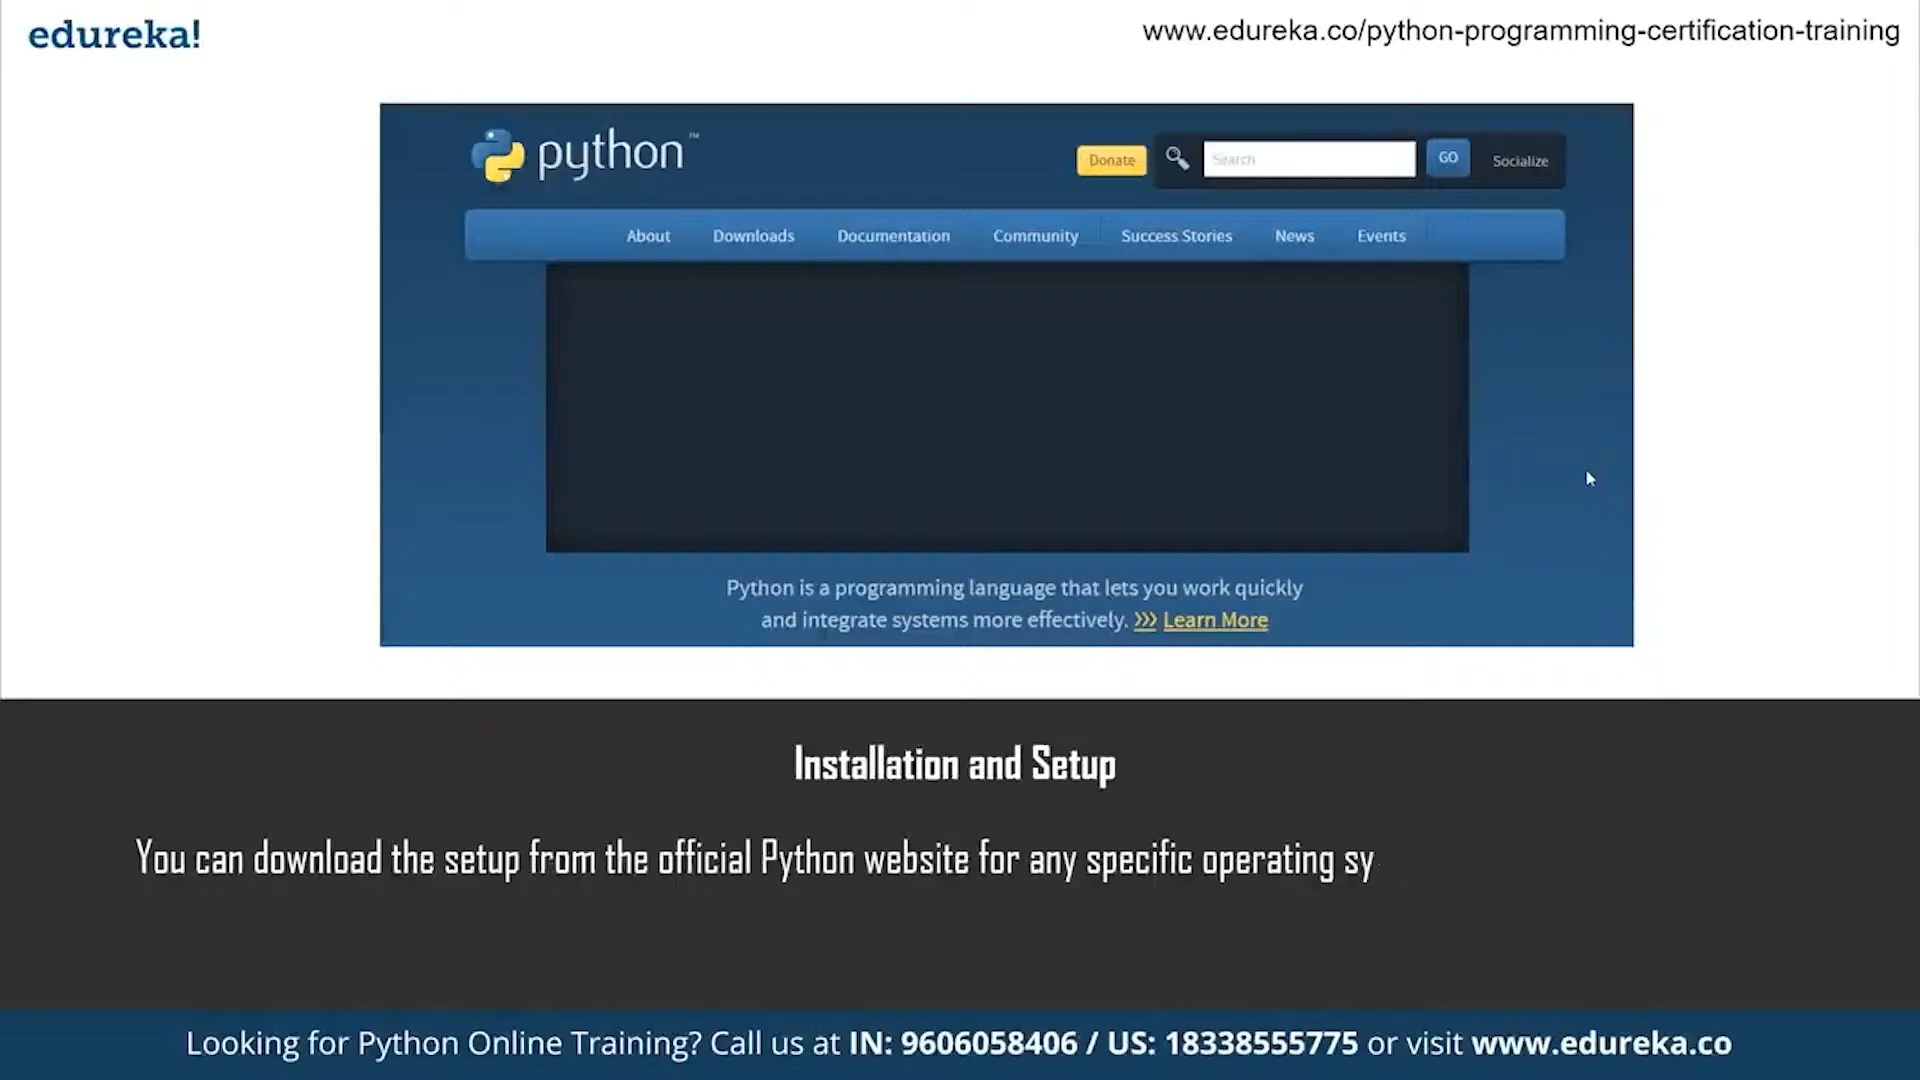 edureka!
www.edureka.co/python-programming-certification-training
python™
Donate
Search
GO
Socialize
About
Downloads
Documentation
Community
Success Stories
News
Events
Python is a programming language that lets you work quickly
and integrate systems more effectively. >>> Learn More
Installation and Setup
You can download the setup from the official Python website for any specific operating sy
Looking for Python Online Training? Call us at IN: 9606058406 / US: 18338555775 or visit www.edureka.co